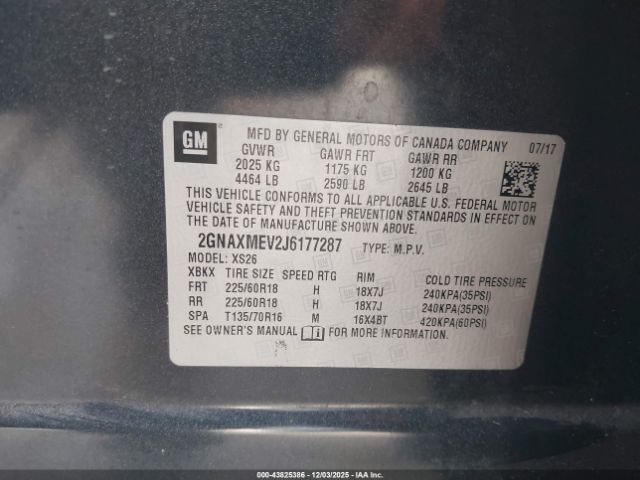 GM
MFD BY GENERAL MOTORS OF CANADA COMPANY 07/17
GVWR GAWR FRT GAWR RR
2025 KG 1175 KG 1200 KG
4464 LB 2590 LB 2645 LB
THIS VEHICLE CONFORMS TO ALL APPLICABLE U.S. FEDERAL MOTOR
VEHICLE SAFETY AND THEFT PREVENTION STANDARDS IN EFFECT ON
THE DATE OF MANUFACTURE SHOWN ABOVE.
2GNAXMEV2J6177287 TYPE: M.P.V.
MODEL: XS26
XBKX TIRE SIZE SPEED RTG RIM COLD TIRE PRESSURE
FRT 225/60R18 H 18X7J 240KPA(35PSI)
RR 225/60R18 H 18X7J 240KPA(35PSI)
SPA T135/70R16 M 16X4BT 420KPA(60PSI)
SEE OWNER'S MANUAL FOR MORE INFORMATION.
000-43825386 - 12/03/2025 - IAAI, Inc.